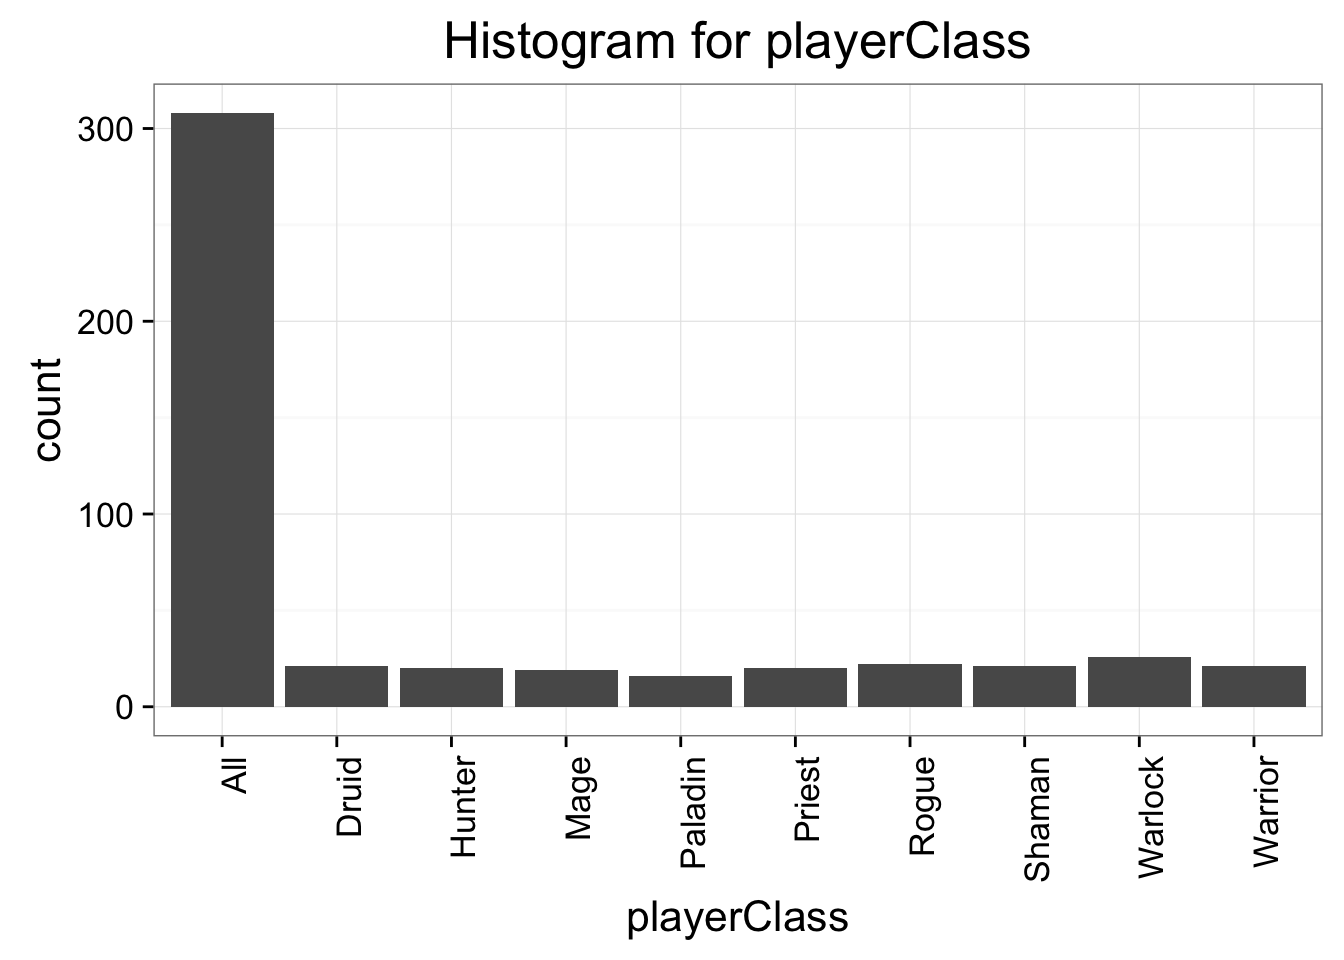 Histogram for playerClass
300
200
100
0
count
All
Druid
Hunter
Mage
Paladin
Priest
Rogue
Shaman
Warlock
Warrior
playerClass